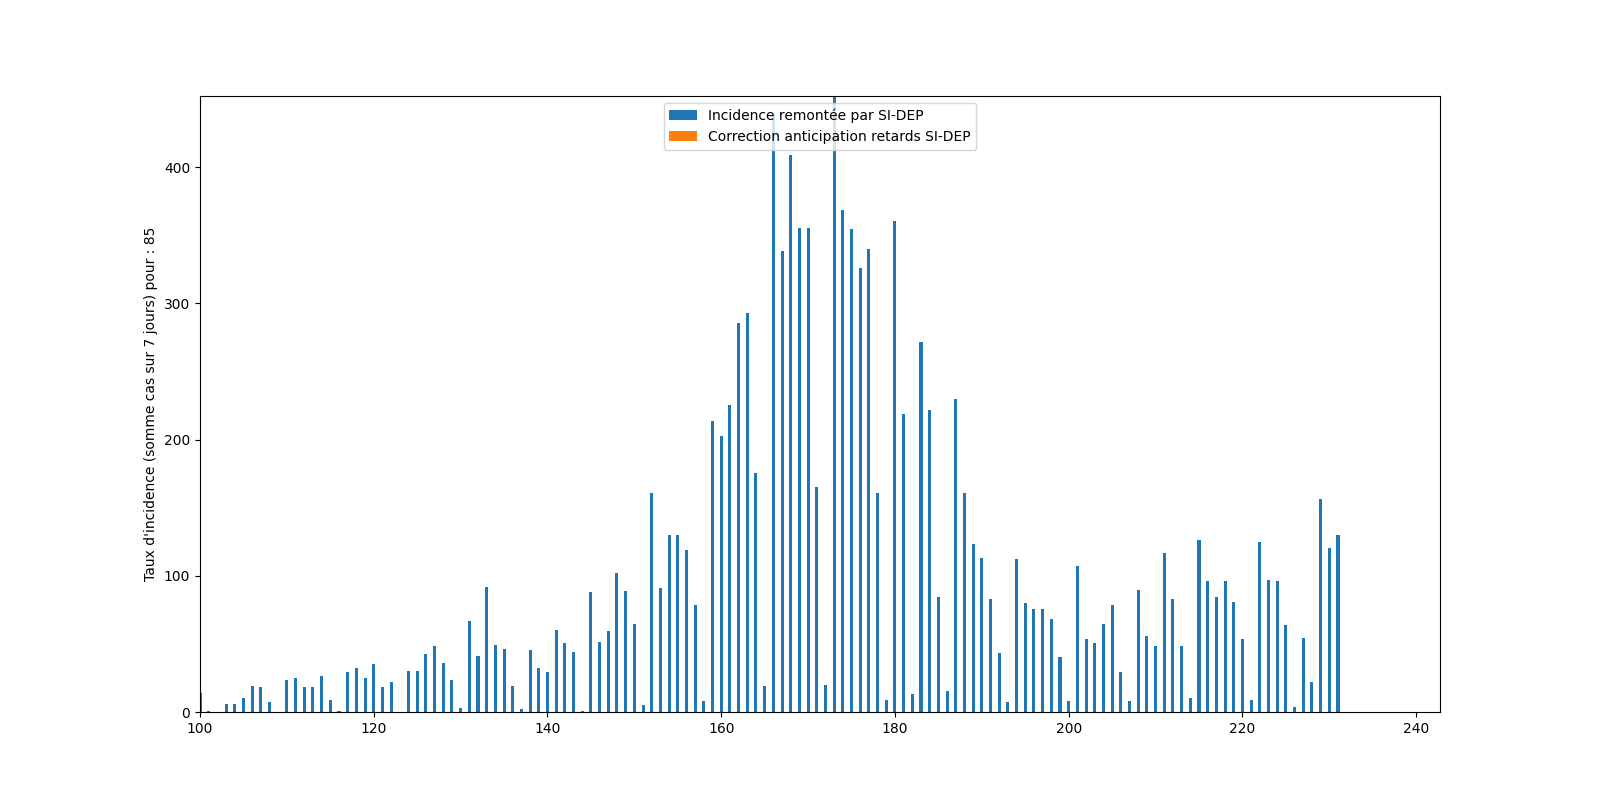 Incidence remontée par SI-DEP
Correction anticipation retards SI-DEP
Taux d'incidence (somme cas sur 7 jours) pour : 85
400
300
200
100
0
100 120 140 160 180 200 220 240